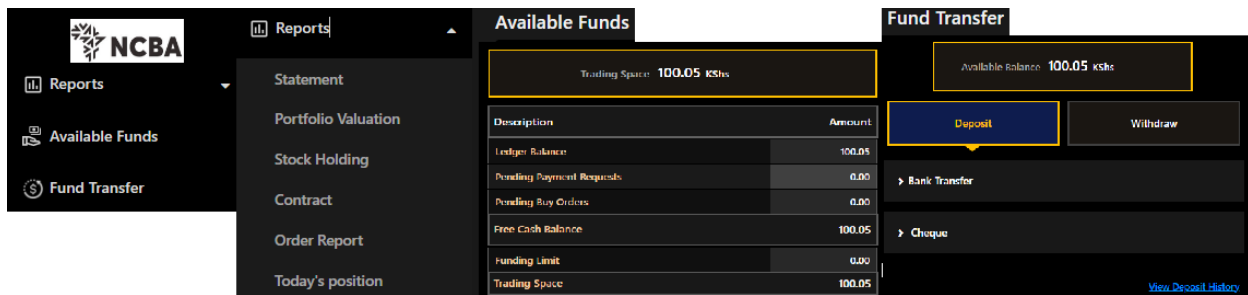 NCBA
Reports
Available Funds
Fund Transfer
Reports
Statement
Portfolio Valuation
Stock Holding
Contract
Order Report
Today's position
Available Funds
Trading Space 100.05 KShs
Description Amount
Ledger Balance 100.05
Pending Payment Requests 0.00
Pending Buy Orders 0.00
Free Cash Balance 100.05
Funding Limit 0.00
Trading Space 100.05
Fund Transfer
Available Balance 100.05 KShs
Deposit Withdraw
Bank Transfer
Cheque
View Deposit History